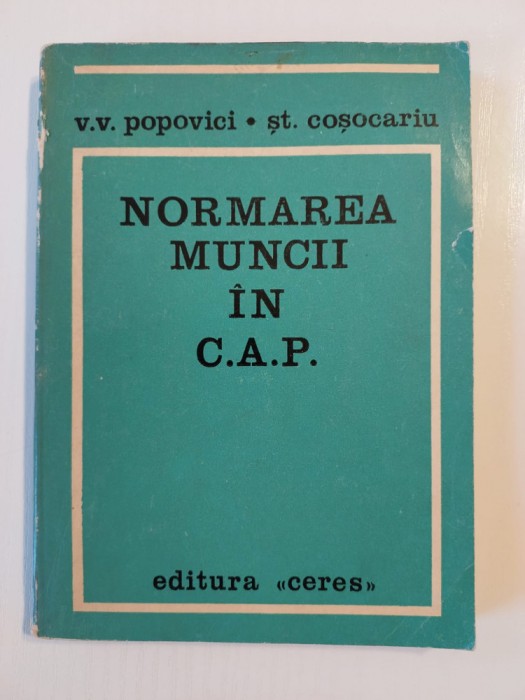 v.v. popovici • șt. coșocariu
NORMAREA
MUNCII
ÎN
C.A.P.
editura «ceres»